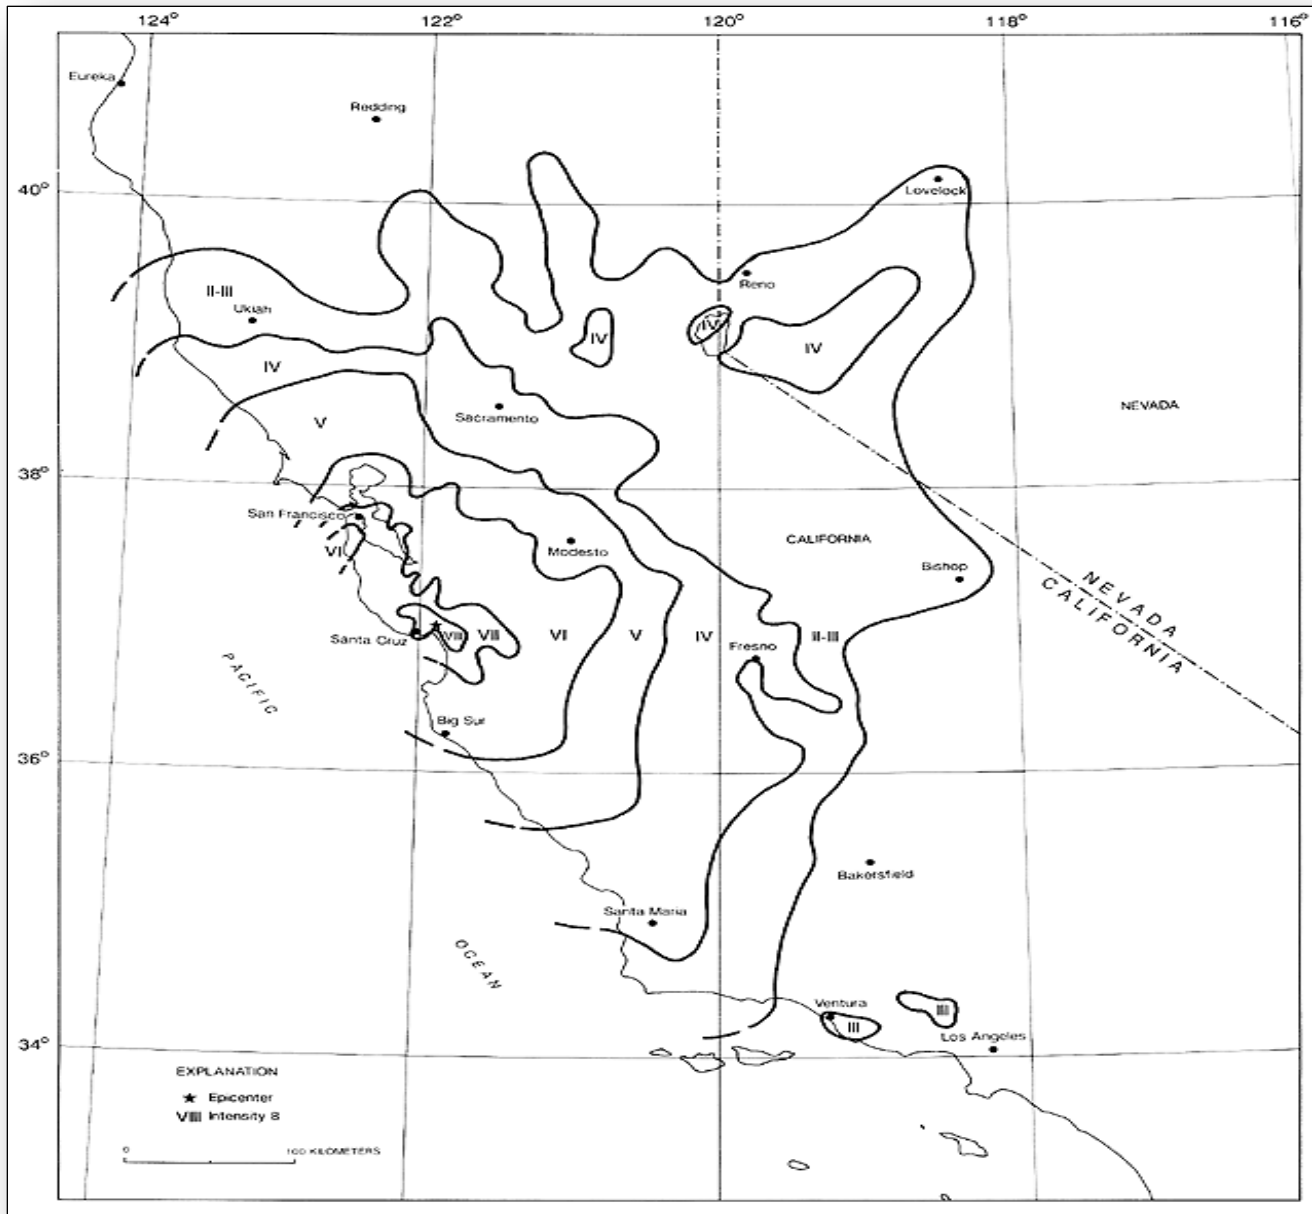 124° 122° 120° 118° 116°
Eureka
Redding
40°
Lovelock
Reno
II-III
Ukiah
IV
IV
IV
IV
NEVADA
Sacramento
V
38°
San Francisco
CALIFORNIA
Modesto
VI
Bishop
NEVADA
CALIFORNIA
Santa Cruz
VIII
VII
VI
V
IV
II-III
Fresno
PACIFIC
Big Sur
36°
Bakersfield
Santa Maria
OCEAN
Ventura
III
III
Los Angeles
34°
EXPLANATION
Epicenter
VIII Intensity 8
0 100 KILOMETERS